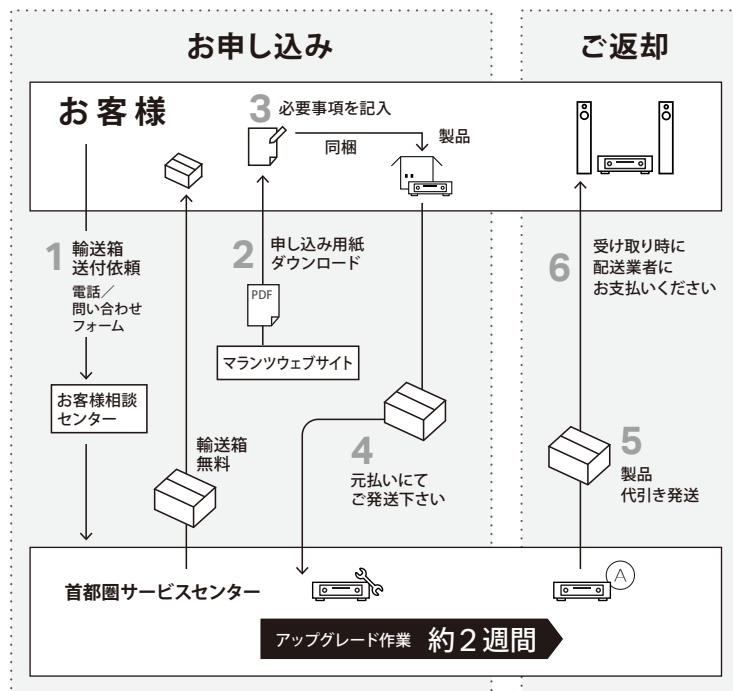 お申し込み
ご返却
お客様
3 必要事項を記入
同梱
製品
1 輸送箱
送付依頼
電話／
問い合わせ
フォーム
2 申し込み用紙
ダウンロード
PDF
マランツウェブサイト
お客様相談
センター
輸送箱
無料
4
元払いにて
ご発送下さい
6 受け取り時に
配送業者に
お支払いください
5
製品
代引き発送
首都圏サービスセンター
A
アップグレード作業 約2週間